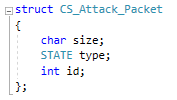 struct CS_Attack_Packet
{
    char size;
    STATE type;
    int id;
};